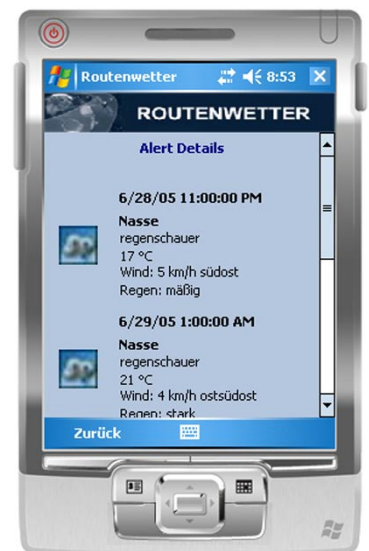 Routenwetter 8:53
ROUTENWETTER
Alert Details
6/28/05 11:00:00 PM
Nasse
regenschauer
17 °C
Wind: 5 km/h südost
Regen: mäßig
6/29/05 1:00:00 AM
Nasse
regenschauer
21 °C
Wind: 4 km/h ostsüdost
Regen: stark
Zurück